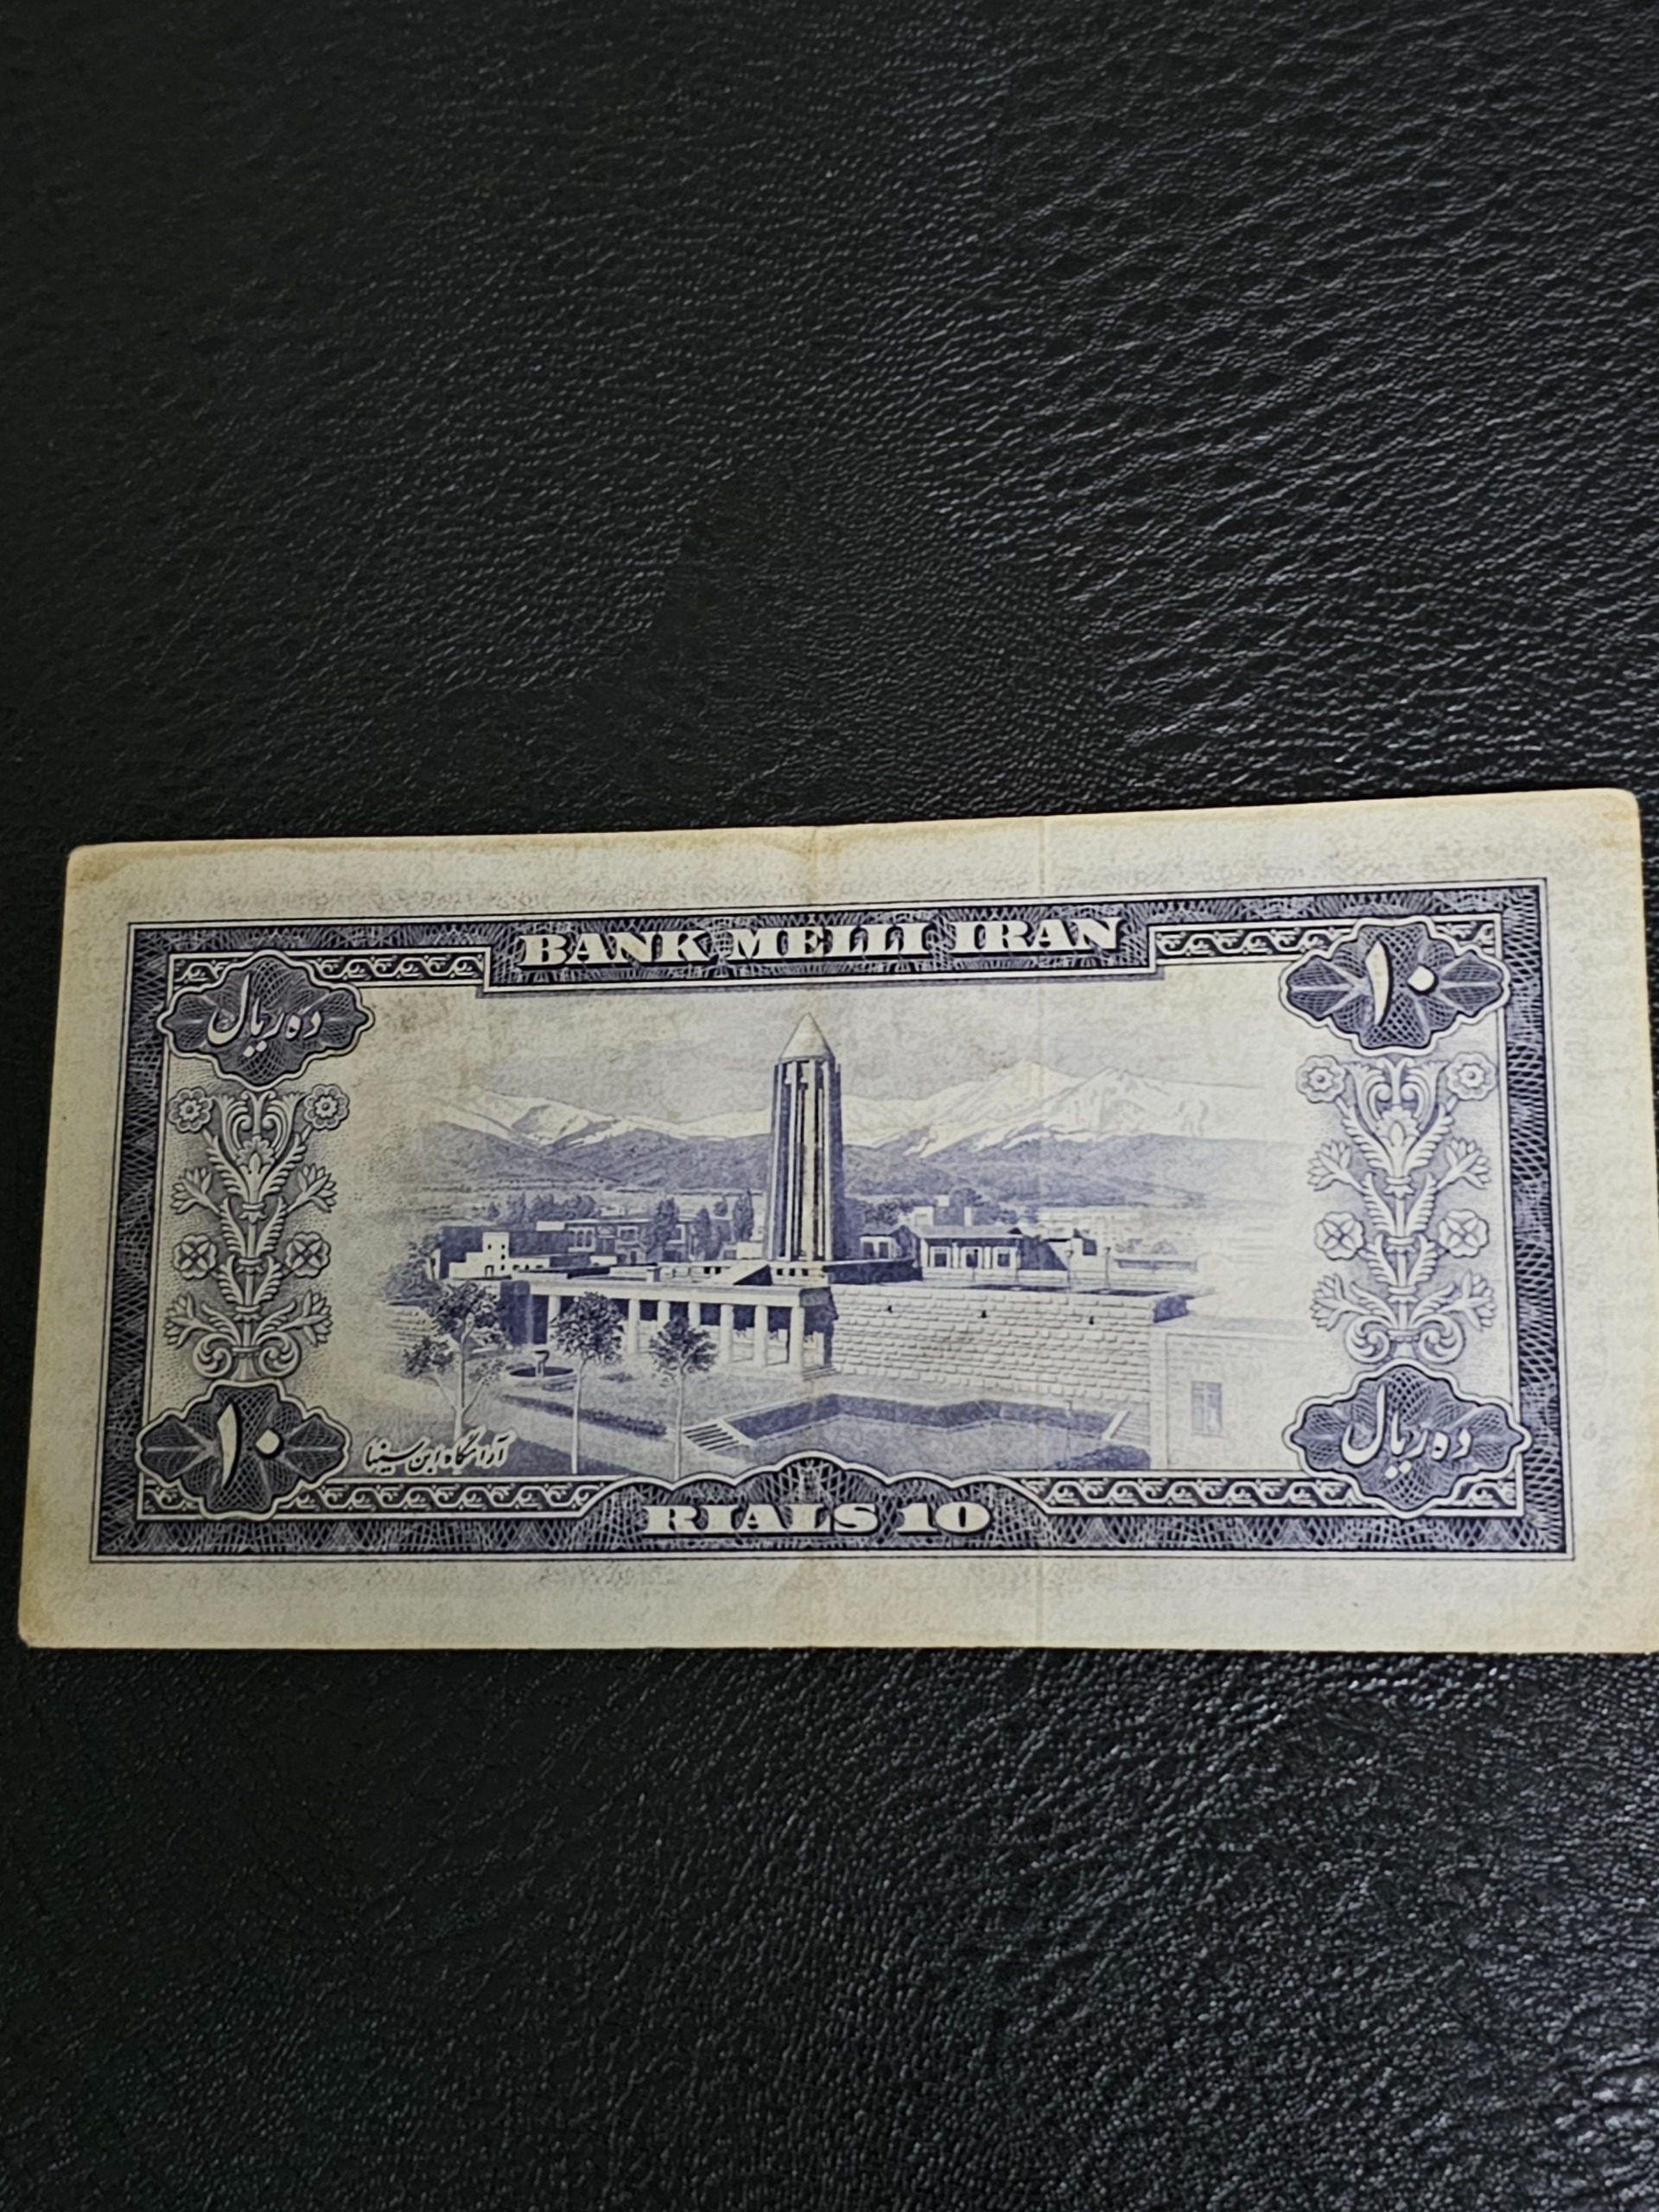 BANK MELLI IRAN
ده ریال
۱۰
۱۰
آرامگاه ابن سینا
ده ریال
RIALS 10